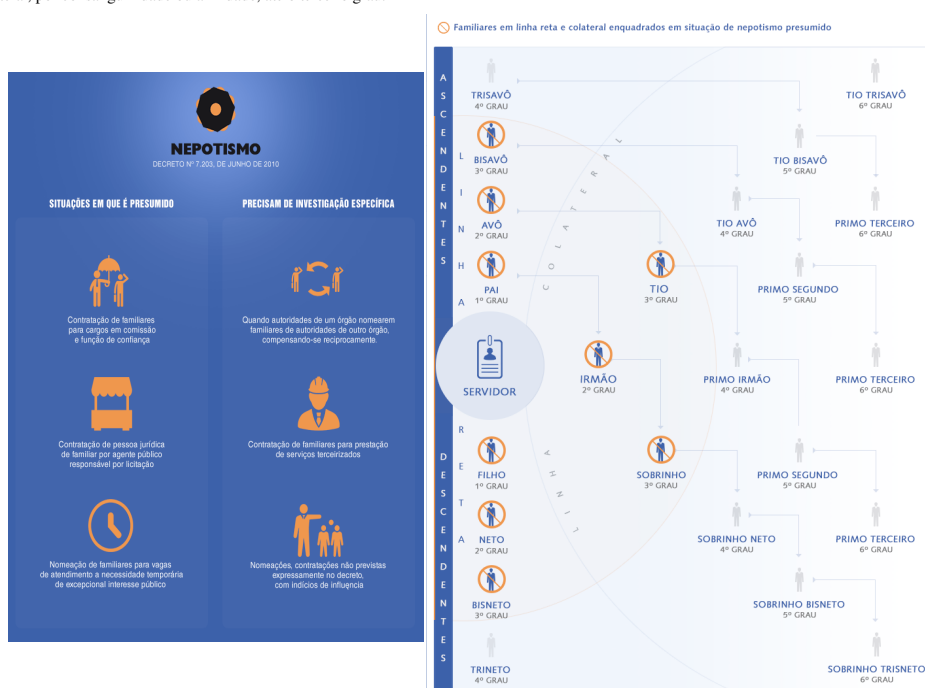 Familiares em linha reta e colateral enquadrados em situação de nepotismo presumido
NEPOTISMO
DECRETO Nº 7.203, DE JUNHO DE 2010
SITUAÇÕES EM QUE É PRESUMIDO
PRECISAM DE INVESTIGAÇÃO ESPECÍFICA
Contratação de familiares
para cargos em comissão
e função de confiança
Quando autoridades de um órgão nomearem
familiares de autoridades de outro órgão,
compensando-se reciprocamente.
Contratação de pessoa jurídica
de familiar por agente público
responsável por licitação
Contratação de familiares para prestação
de serviços terceirizados
Nomeação de familiares para vagas
de atendimento a necessidade temporária
de excepcional interesse público
Nomeações, contratações não previstas
expressamente no decreto,
com indícios de influença
ASCENDENTES
DESCENDENTES
LINHA RETA
LINHA COLATERAL
TRISAVÔ
4º GRAU
TIO TRISAVÔ
6º GRAU
BISAVÔ
3º GRAU
TIO BISAVÔ
5º GRAU
AVÔ
2º GRAU
TIO AVÔ
4º GRAU
PRIMO TERCEIRO
6º GRAU
PAI
1º GRAU
TIO
3º GRAU
PRIMO SEGUNDO
5º GRAU
SERVIDOR
IRMÃO
2º GRAU
PRIMO IRMÃO
4º GRAU
PRIMO TERCEIRO
6º GRAU
FILHO
1º GRAU
SOBRINHO
3º GRAU
PRIMO SEGUNDO
5º GRAU
NETO
2º GRAU
SOBRINHO NETO
4º GRAU
PRIMO TERCEIRO
6º GRAU
BISNETO
3º GRAU
SOBRINHO BISNETO
5º GRAU
TRINETO
4º GRAU
SOBRINHO TRISNETO
6º GRAU